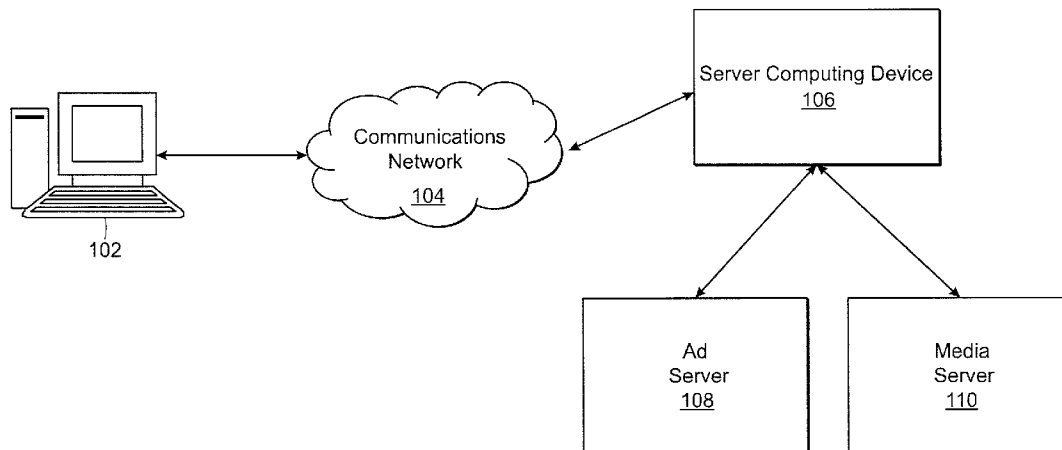 Server Computing Device
106
Communications
Network
104
102
Ad
Server
108
Media
Server
110